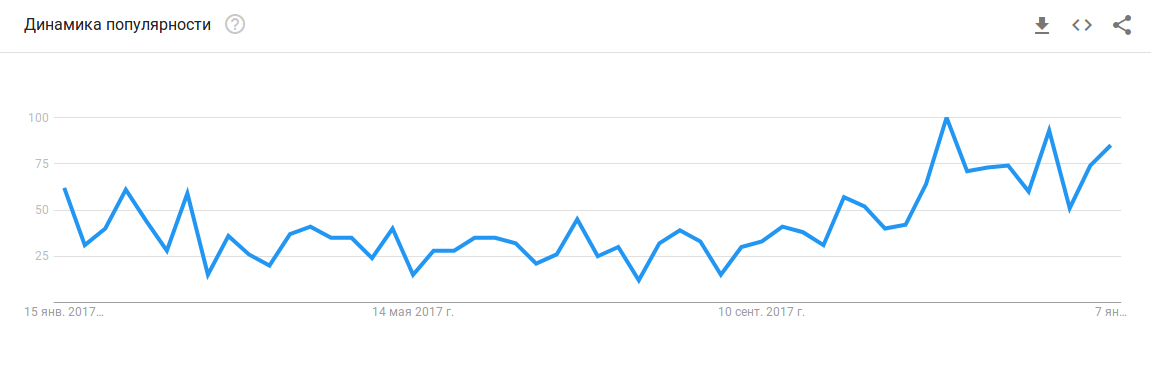 Динамика популярности ?
100
75
50
25
15 янв. 2017…
14 мая 2017 г.
10 сент. 2017 г.
7 ян…